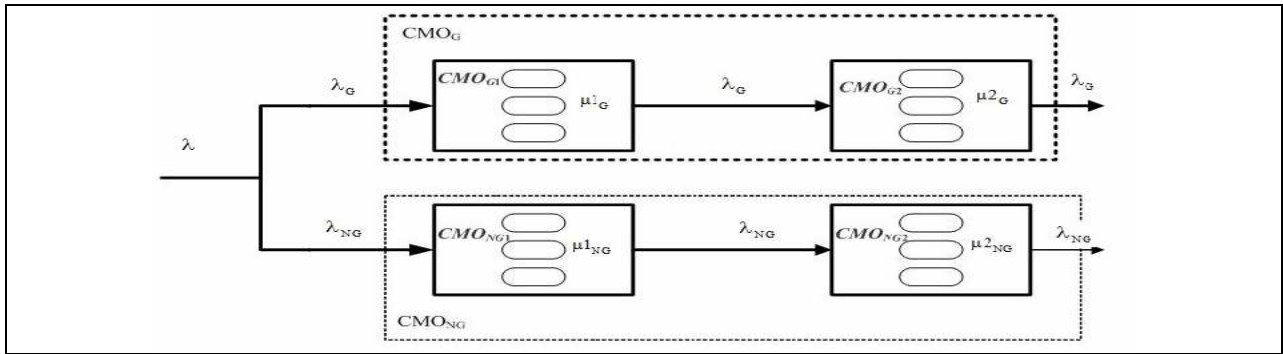 CMO_G
λ_G
CMO_G1
μ1_G
λ_G
CMO_G2
μ2_G
λ_G
λ
λ_NG
CMO_NG1
μ1_NG
λ_NG
CMO_NG2
μ2_NG
λ_NG
CMO_NG